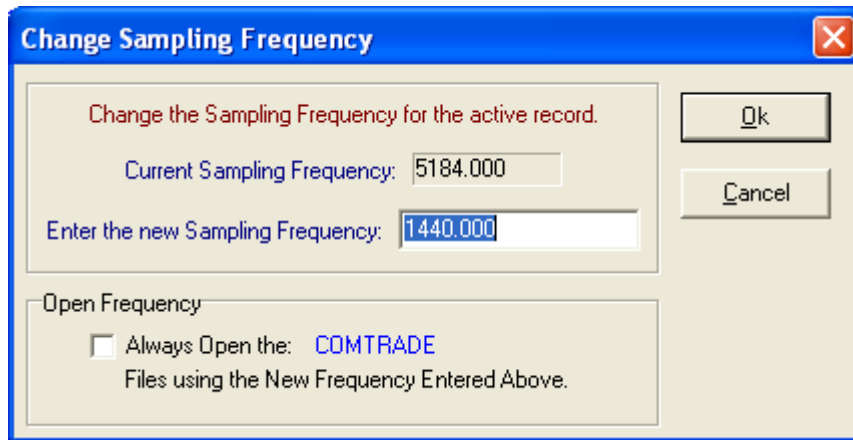 Change Sampling Frequency
Change the Sampling Frequency for the active record.
Ok
Current Sampling Frequency: 5184.000
Cancel
Enter the new Sampling Frequency: 1440.000
Open Frequency
Always Open the: COMTRADE
Files using the New Frequency Entered Above.